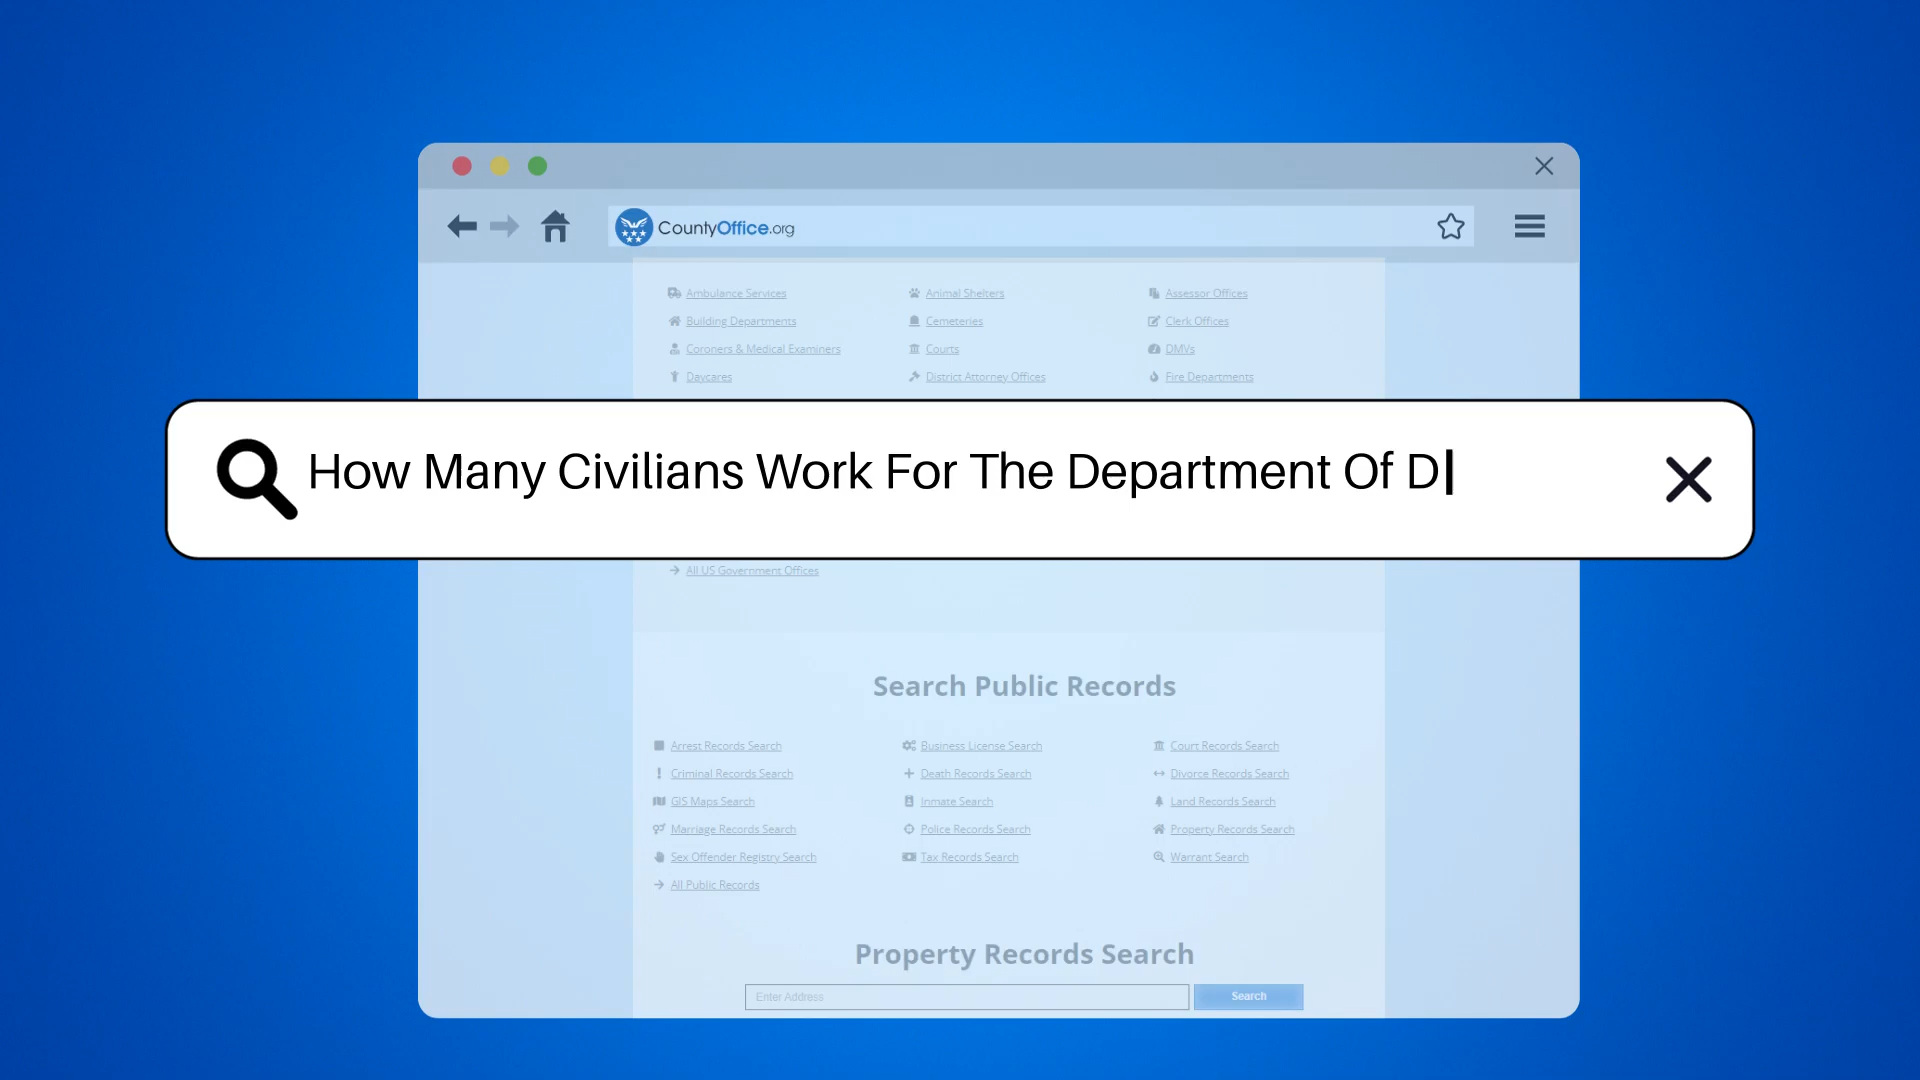 CountyOffice.org
Ambulance Services Animal Shelters Assessor Offices
Building Departments Cemeteries Clerk Offices
Coroners & Medical Examiners Courts DMVs
Daycares District Attorney Offices Fire Departments
How Many Civilians Work For The Department Of D
All US Government Offices
Search Public Records
Arrest Records Search Business License Search Court Records Search
Criminal Records Search Death Records Search Divorce Records Search
GIS Maps Search Inmate Search Land Records Search
Marriage Records Search Police Records Search Property Records Search
Sex Offender Registry Search Tax Records Search Warrant Search
All Public Records
Property Records Search
Enter Address Search